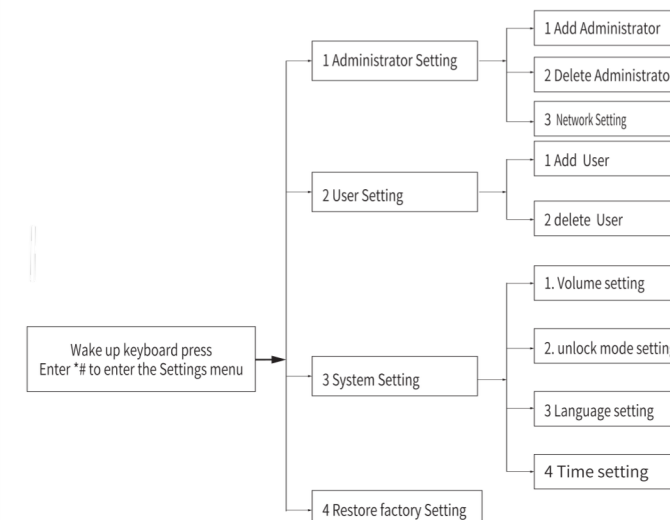 1 Add Administrator
1 Administrator Setting
2 Delete Administrato
3 Network Setting
1 Add User
2 User Setting
2 delete User
1. Volume setting
Wake up keyboard press
Enter *# to enter the Settings menu
2. unlock mode setting
3 System Setting
3 Language setting
4 Time setting
4 Restore factory Setting